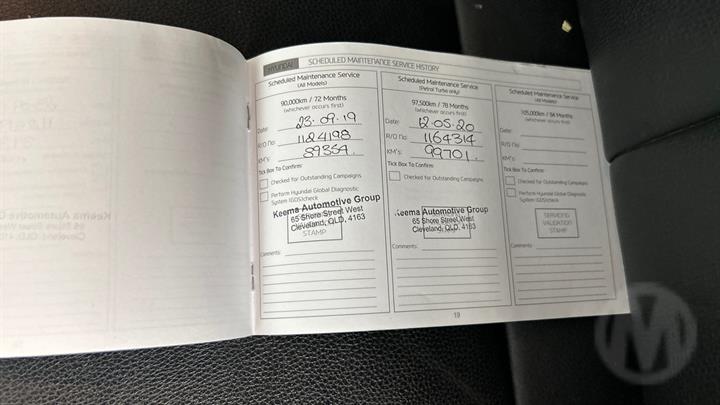 HYUNDAI SCHEDULED MAINTENANCE SERVICE HISTORY
Scheduled Maintenance Service
(All Models)
90,000km / 72 Months
(whichever occurs first)
Date: 23-09-19
R/O No: 1124198
KM's: 89354.
Tick Box To Confirm:
Checked for Outstanding Campaigns
Perform Hyundai Global Diagnostic
System (GDS) check
Keema Automotive Group
65 Shore Street West
Cleveland, QLD, 4163
STAMP
Comments:
Scheduled Maintenance Service
(Petrol Turbo only)
97,500km / 78 Months
(whichever occurs first)
Date: 12-05-20
R/O No: 1164314
KM's: 99701.
Tick Box To Confirm:
Checked for Outstanding Campaigns
Keema Automotive Group
65 Shore Street West
Cleveland, QLD, 4163
STAMP
Comments:
Scheduled Maintenance Service
(All Models)
105,000km / 84 Months
(whichever occurs first)
Date:
R/O No:
KM's:
Tick Box To Confirm:
Checked for Outstanding Campaigns
Perform Hyundai Global Diagnostic
System (GDS) check
SERVICING
VALIDATION
STAMP
Comments:
19
M